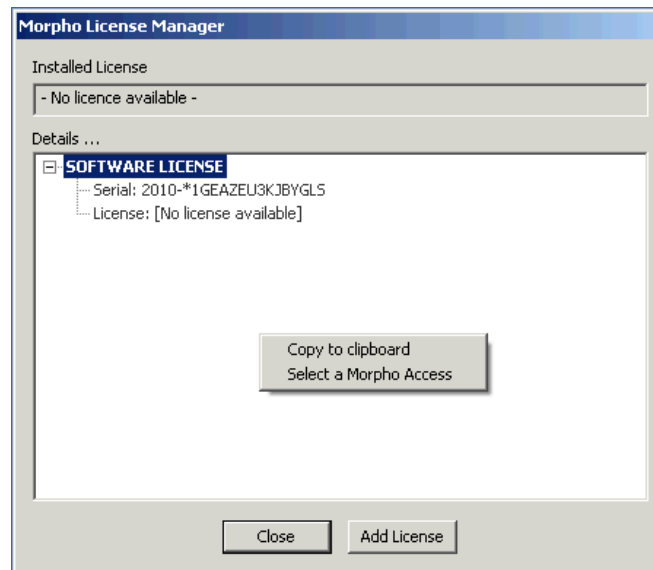 Morpho License Manager
Installed License
- No licence available -
Details ...
SOFTWARE LICENSE
Serial: 2010-*1GEAZEU3KJBYGLS
License: [No license available]
Copy to clipboard
Select a Morpho Access
Close
Add License